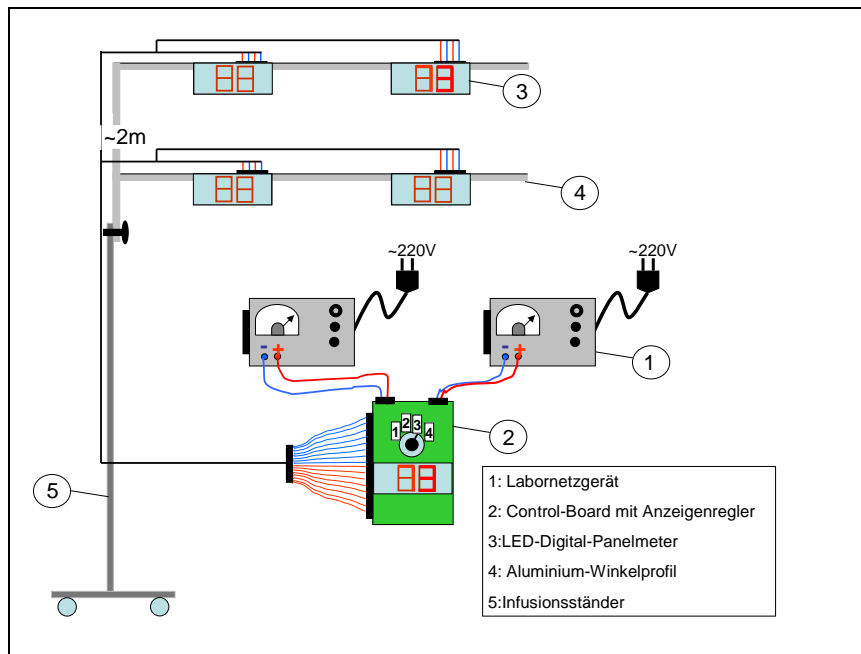 3
~2m
4
~220V
~220V
- +
- +
1
1 2 3 4
2
5
1: Labornetzgerät
2: Control-Board mit Anzeigenregler
3:LED-Digital-Panelmeter
4: Aluminium-Winkelprofil
5:Infusionsständer